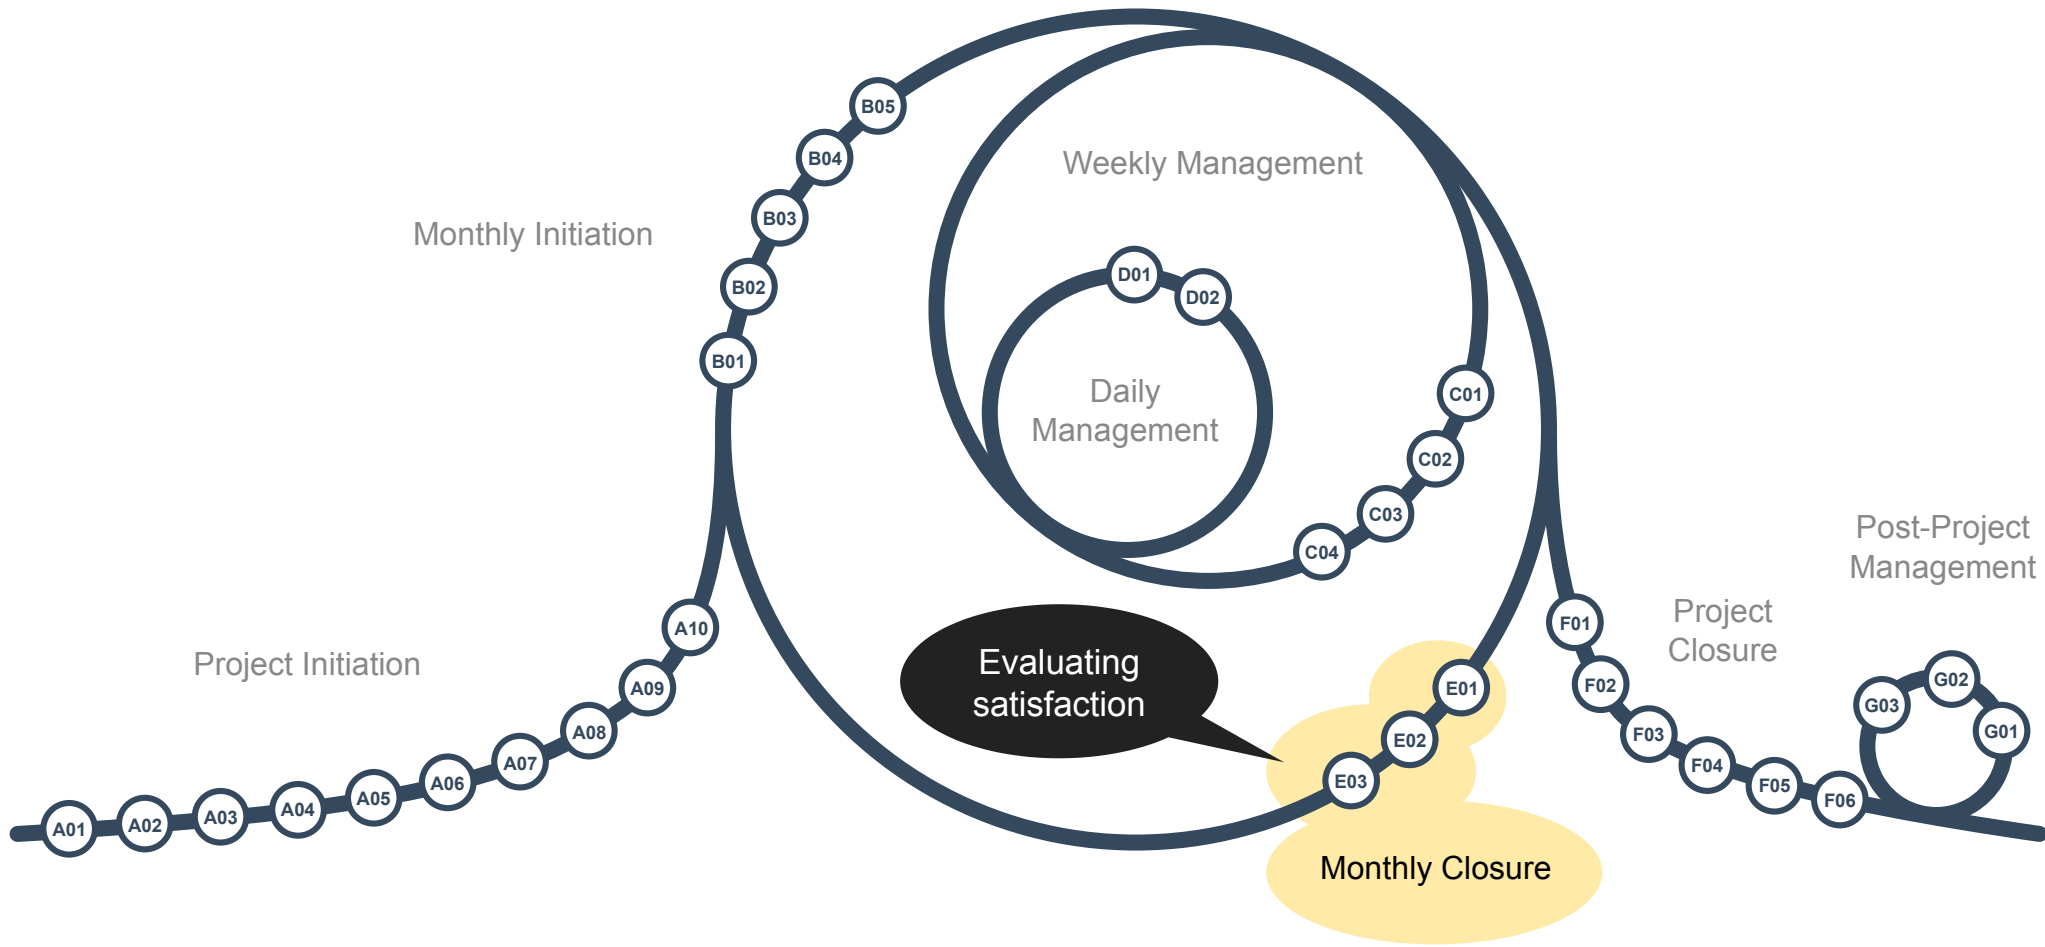 B05
B04
Weekly Management
B03
Monthly Initiation
D01
B02
D02
B01
Daily
Management
C01
C02
C03
C04
Post-Project
Management
Project
Closure
F01
A10
Evaluating
satisfaction
Project Initiation
A09
E01
F02
G02
G03
A08
E02
F03
G01
A07
F04
A06
E03
F05
A05
F06
A04
A03
A02
A01
Monthly Closure